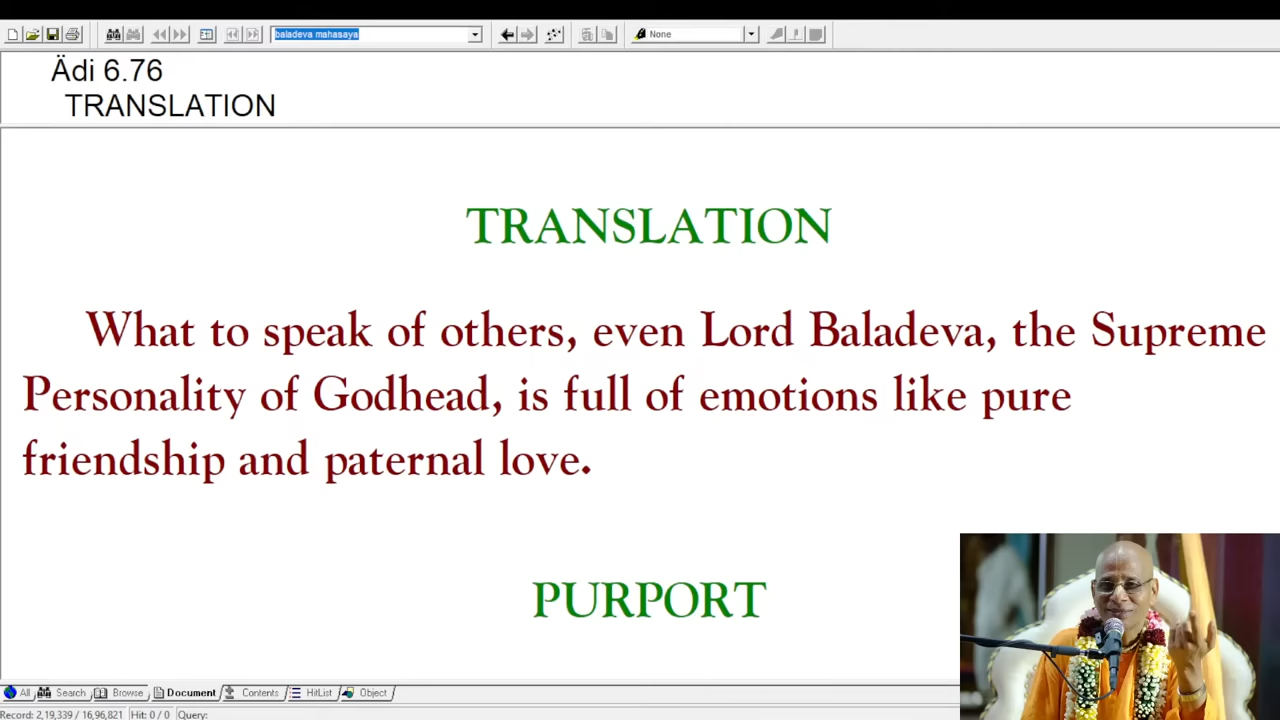 baladeva mahasaya
None
Ädi 6.76
TRANSLATION
TRANSLATION
What to speak of others, even Lord Baladeva, the Supreme
Personality of Godhead, is full of emotions like pure
friendship and paternal love.
PURPORT
All Search Browse Document Contents HitList Object
Record: 2,19,339 / 16,96,821 Hit: 0 / 0 Query: